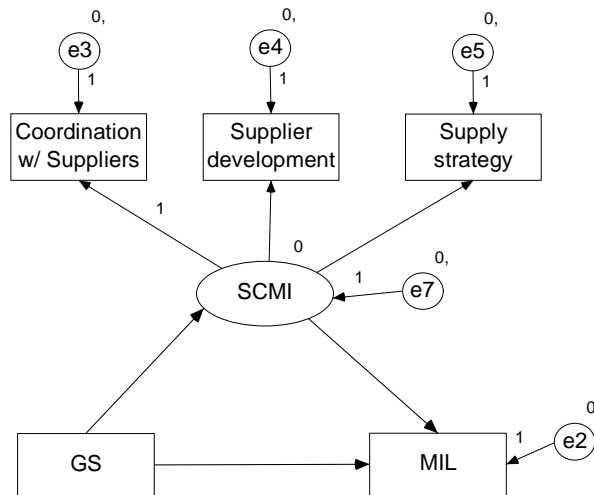 0,
0,
0,
e3
e4
e5
1
1
1
Coordination
w/ Suppliers
Supplier
development
Supply
strategy
1
0
0,
SCMI
1
e7
0,
GS
MIL
1
e2